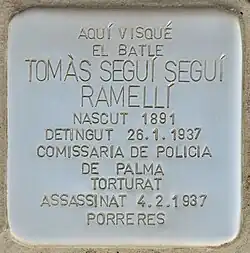 AQUÍ VISQUÉ
EL BATLE
TOMÀS SEGUÍ SEGUÍ
RAMELLÍ
NASCUT 1891
DETINGUT 26.1.1937
COMISSARIA DE POLICIA
DE PALMA
TORTURAT
ASSASSINAT 4.2.1937
PORRERES